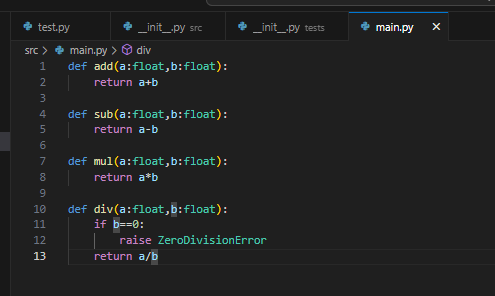 test.py __init__.py src __init__.py tests main.py
src > main.py > div
1 def add(a:float,b:float):
2     return a+b
3
4 def sub(a:float,b:float):
5     return a-b
6
7 def mul(a:float,b:float):
8     return a*b
9
10 def div(a:float,b:float):
11     if b==0:
12         raise ZeroDivisionError
13     return a/b